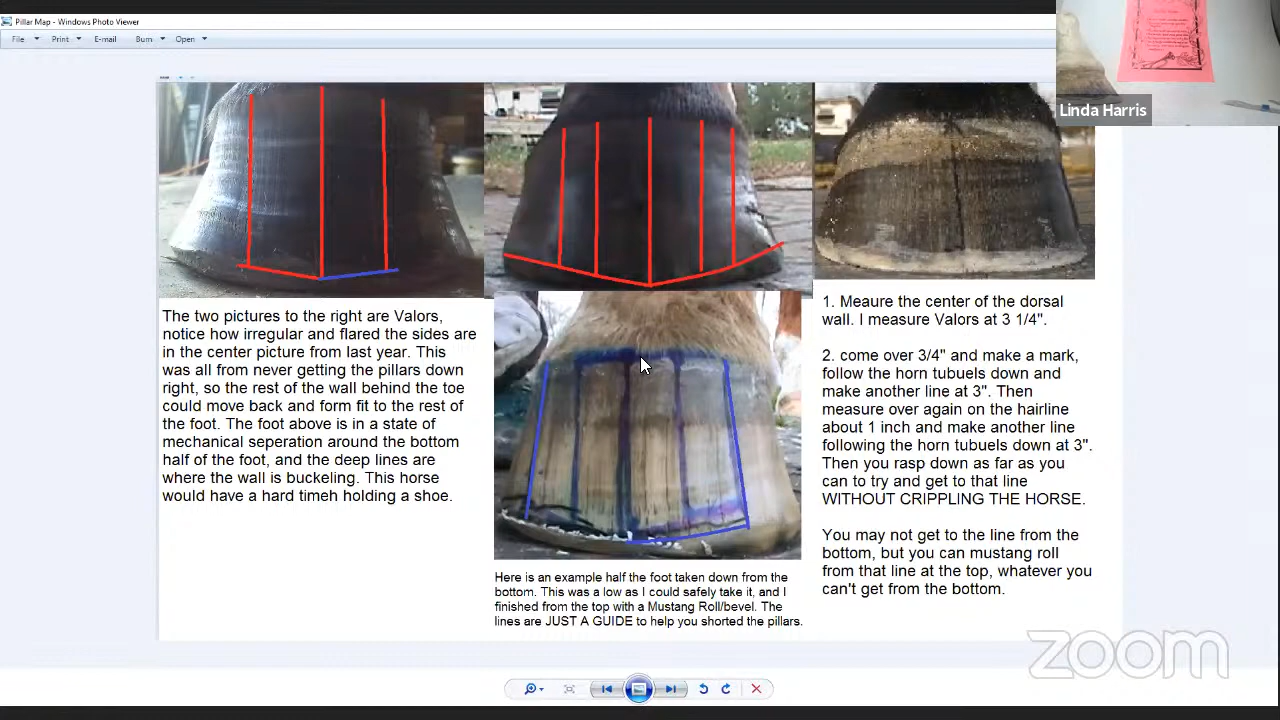 Pillar Map - Windows Photo Viewer
File
Print
E-mail
Burn
Open
Linda Harris
The two pictures to the right are Valors,
notice how irregular and flared the sides are
in the center picture from last year. This
was all from never getting the pillars down
right, so the rest of the wall behind the toe
could move back and form fit to the rest of
the foot. The foot above is in a state of
mechanical seperation around the bottom
half of the foot, and the deep lines are
where the wall is buckeling. This horse
would have a hard timeh holding a shoe.
Here is an example half the foot taken down from the
bottom. This was a low as I could safely take it, and I
finished from the top with a Mustang Roll/bevel. The
lines are JUST A GUIDE to help you shorted the pillars.
1. Meaure the center of the dorsal
wall. I measure Valors at 3 1/4".
2. come over 3/4" and make a mark,
follow the horn tubuels down and
make another line at 3". Then
measure over again on the hairline
about 1 inch and make another line
following the horn tubuels down at 3".
Then you rasp down as far as you
can to try and get to that line
WITHOUT CRIPPLING THE HORSE.
You may not get to the line from the
bottom, but you can mustang roll
from that line at the top, whatever you
can't get from the bottom.
zoom